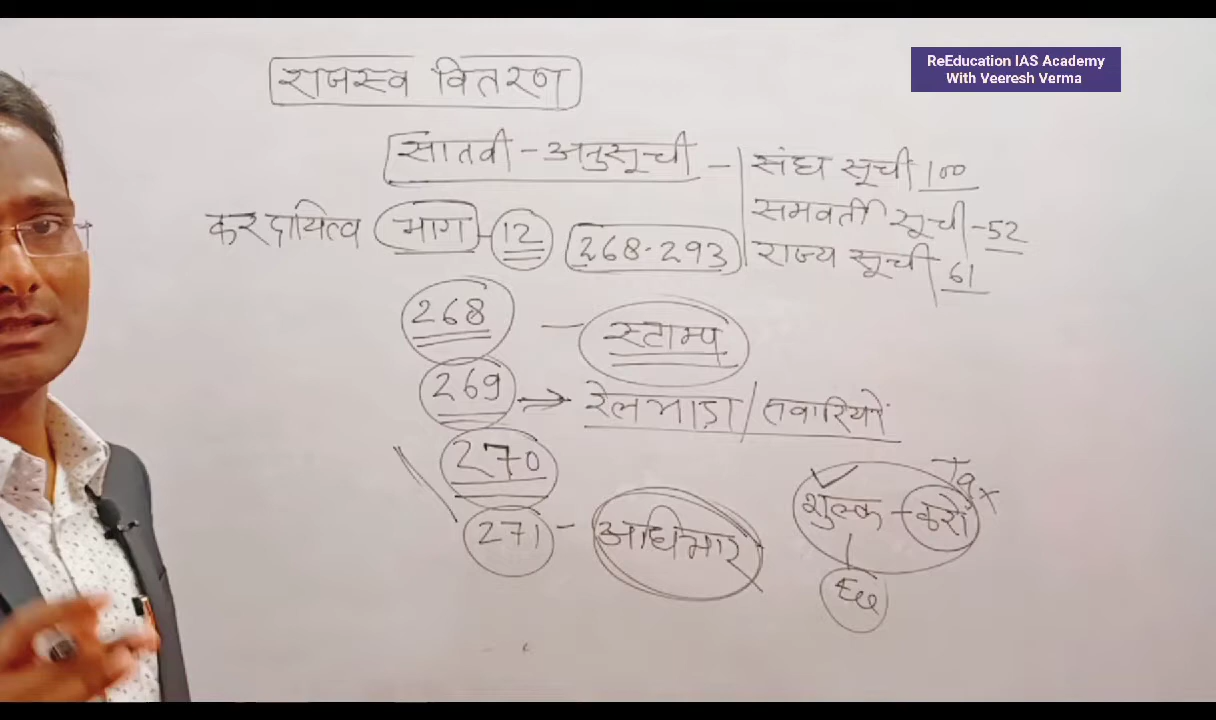 राजस्व वितरण
ReEducation IAS Academy
With Veeresh Verma
सातवी - अनुसूची - संघ सूची 100
समवर्ती सूची - 52
राज्य सूची 61
करदायित्व भाग - 12 268-293
268 - स्टाम्प
269 → रेलभाड़ा / सवारियों
270
271 - अधिभार
शुल्क - करों Tax